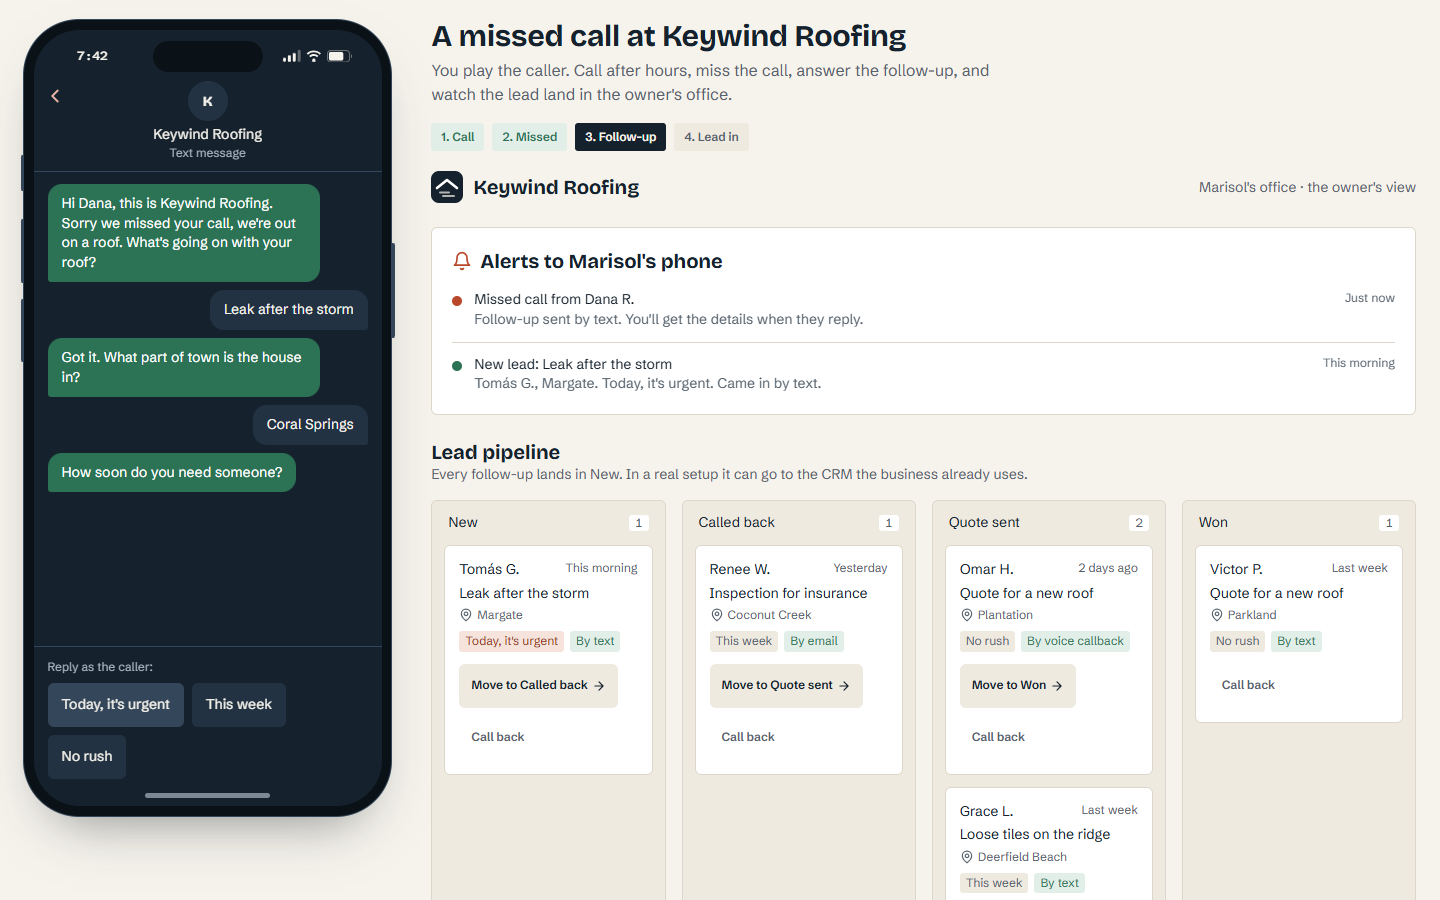 7:42
K
Keywind Roofing
Text message
Hi Dana, this is Keywind Roofing.
Sorry we missed your call, we're out
on a roof. What's going on with your
roof?
Leak after the storm
Got it. What part of town is the house
in?
Coral Springs
How soon do you need someone?
Reply as the caller:
Today, it's urgent
This week
No rush
A missed call at Keywind Roofing
You play the caller. Call after hours, miss the call, answer the follow-up, and
watch the lead land in the owner's office.
1. Call
2. Missed
3. Follow-up
4. Lead in
Keywind Roofing
Marisol's office · the owner's view
Alerts to Marisol's phone
Missed call from Dana R.
Just now
Follow-up sent by text. You'll get the details when they reply.
New lead: Leak after the storm
This morning
Tomás G., Margate. Today, it's urgent. Came in by text.
Lead pipeline
Every follow-up lands in New. In a real setup it can go to the CRM the business already uses.
New
1
Tomás G.
This morning
Leak after the storm
Margate
Today, it's urgent
By text
Move to Called back →
Call back
Called back
1
Renee W.
Yesterday
Inspection for insurance
Coconut Creek
This week
By email
Move to Quote sent →
Call back
Quote sent
2
Omar H.
2 days ago
Quote for a new roof
Plantation
No rush
By voice callback
Move to Won →
Call back
Grace L.
Last week
Loose tiles on the ridge
Deerfield Beach
This week
By text
Won
1
Victor P.
Last week
Quote for a new roof
Parkland
No rush
By text
Call back